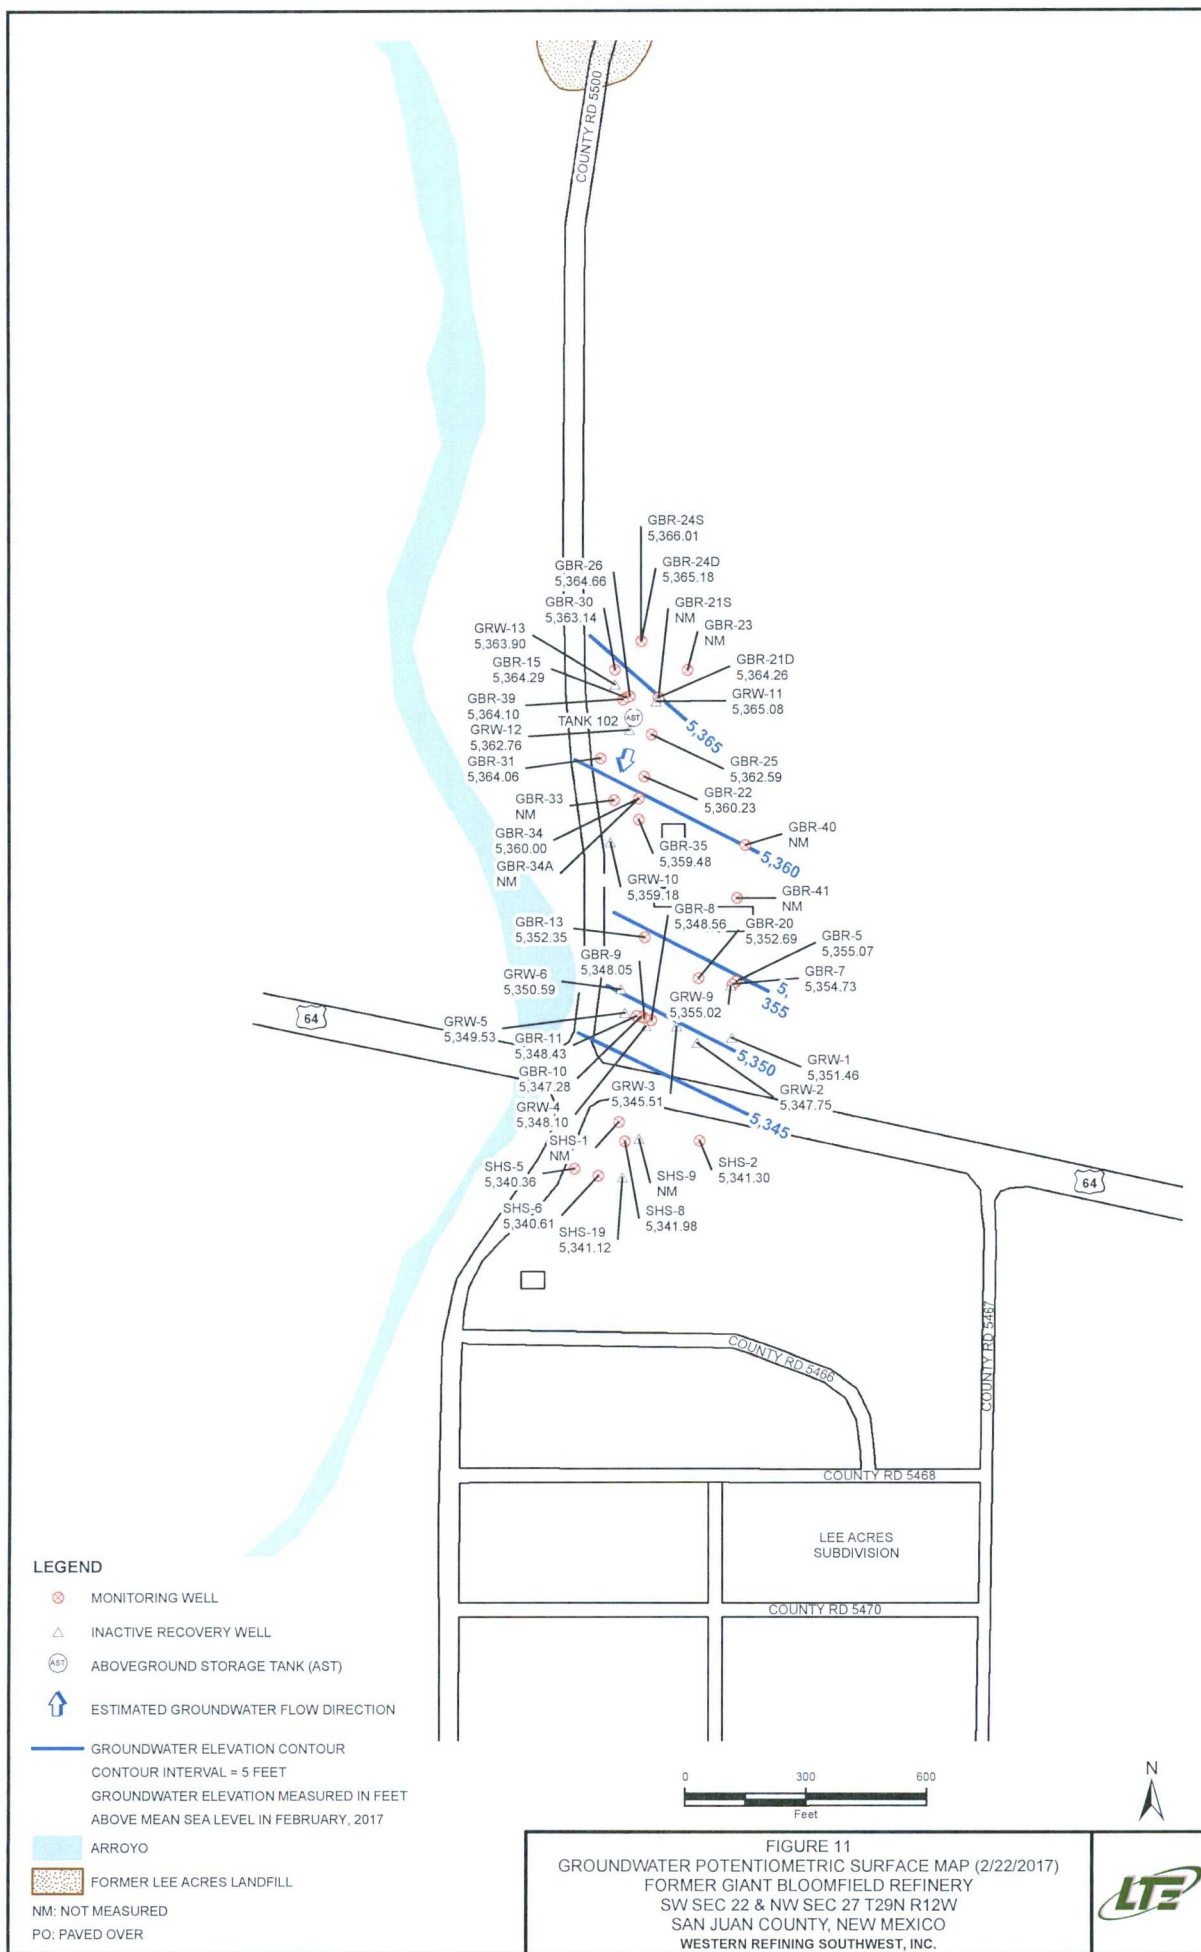 COUNTY RD 5500
GBR-24S
5,366.01
GBR-26
5,364.66
GBR-24D
5,365.18
GBR-30
5,363.14
GBR-21S
NM
GBR-23
NM
GRW-13
5,363.90
GBR-15
5,364.29
GBR-21D
5,364.26
GBR-39
5,364.10
GRW-11
5,365.08
TANK 102
AST
GRW-12
5,362.76
5,365
GBR-31
5,364.06
GBR-25
5,362.59
GBR-22
5,360.23
GBR-33
NM
GBR-34
5,360.00
GBR-40
NM
GBR-35
5,359.48
5,360
GBR-34A
NM
GRW-10
5,359.18
GBR-41
NM
GBR-8
5,348.56
GBR-13
5,352.35
GBR-20
5,352.69
GBR-5
5,355.07
GBR-9
5,348.05
GBR-7
5,354.73
GRW-6
5,350.59
5,
355
GRW-9
5,355.02
64
GRW-5
5,349.53
GBR-11
5,348.43
5,350
GRW-1
5,351.46
GBR-10
5,347.28
GRW-3
5,345.51
GRW-2
5,347.75
GRW-4
5,348.10
5,345
SHS-1
NM
SHS-5
5,340.36
SHS-9
NM
SHS-2
5,341.30
64
SHS-6
5,340.61
SHS-8
5,341.98
SHS-19
5,341.12
COUNTY RD 5467
COUNTY RD 5466
COUNTY RD 5468
LEE ACRES
SUBDIVISION
COUNTY RD 5470
LEGEND
MONITORING WELL
INACTIVE RECOVERY WELL
AST
ABOVEGROUND STORAGE TANK (AST)
ESTIMATED GROUNDWATER FLOW DIRECTION
GROUNDWATER ELEVATION CONTOUR
CONTOUR INTERVAL = 5 FEET
GROUNDWATER ELEVATION MEASURED IN FEET
ABOVE MEAN SEA LEVEL IN FEBRUARY, 2017
ARROYO
FORMER LEE ACRES LANDFILL
NM: NOT MEASURED
PO: PAVED OVER
0 300 600
Feet
N
FIGURE 11
GROUNDWATER POTENTIOMETRIC SURFACE MAP (2/22/2017)
FORMER GIANT BLOOMFIELD REFINERY
SW SEC 22 & NW SEC 27 T29N R12W
SAN JUAN COUNTY, NEW MEXICO
WESTERN REFINING SOUTHWEST, INC.
LTE